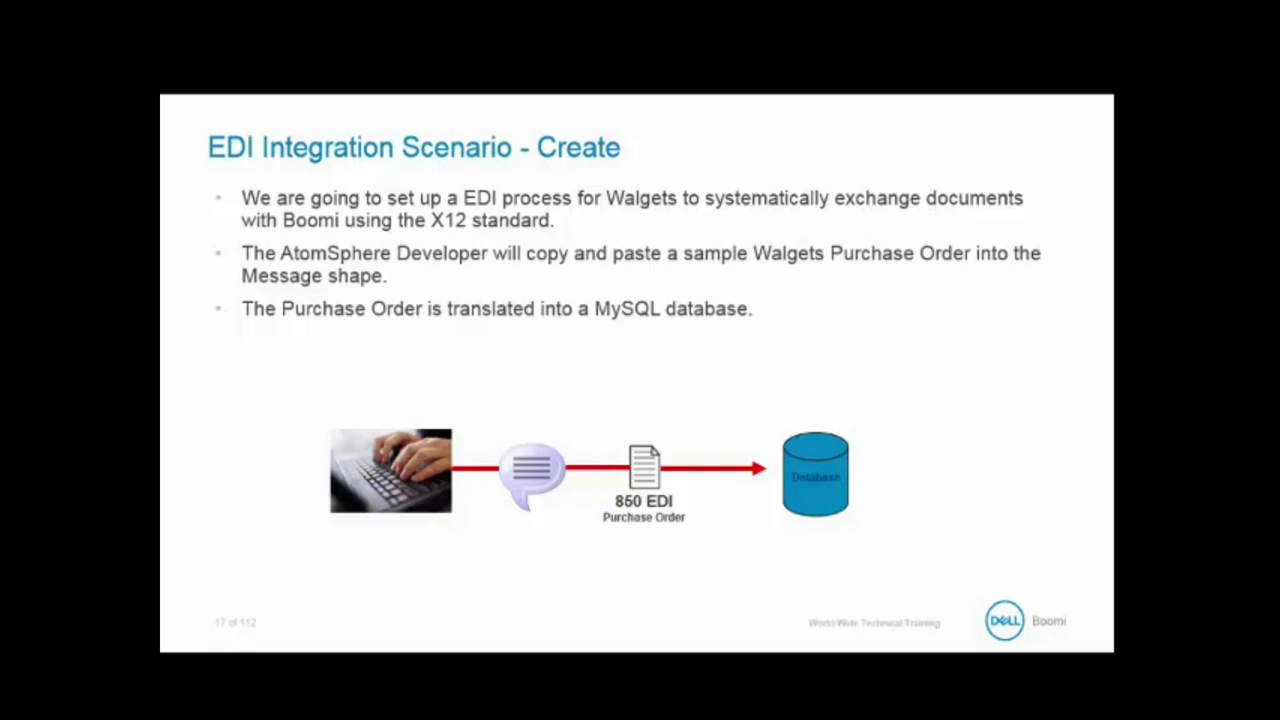 EDI Integration Scenario - Create
We are going to set up a EDI process for Walgets to systematically exchange documents
with Boomi using the X12 standard.
The AtomSphere Developer will copy and paste a sample Walgets Purchase Order into the
Message shape.
The Purchase Order is translated into a MySQL database.
Database
850 EDI
Purchase Order
17 of 112
World Wide Technical Training
DELL
Boomi